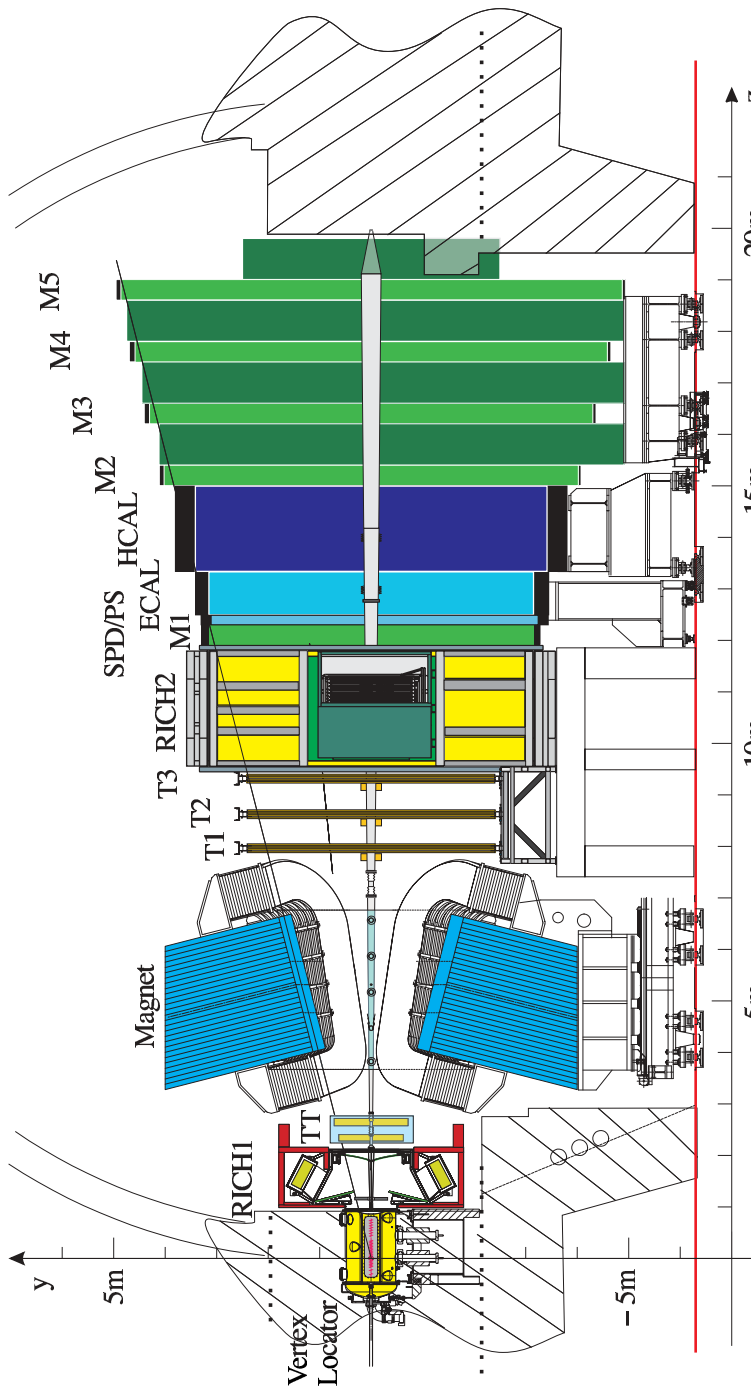 y
5m
Vertex
Locator
RICH1
TT
Magnet
T1
T2
T3
RICH2
M1
SPD/PS
ECAL
HCAL
M2
M3
M4
M5
– 5m
5m
10m
15m
20m
z